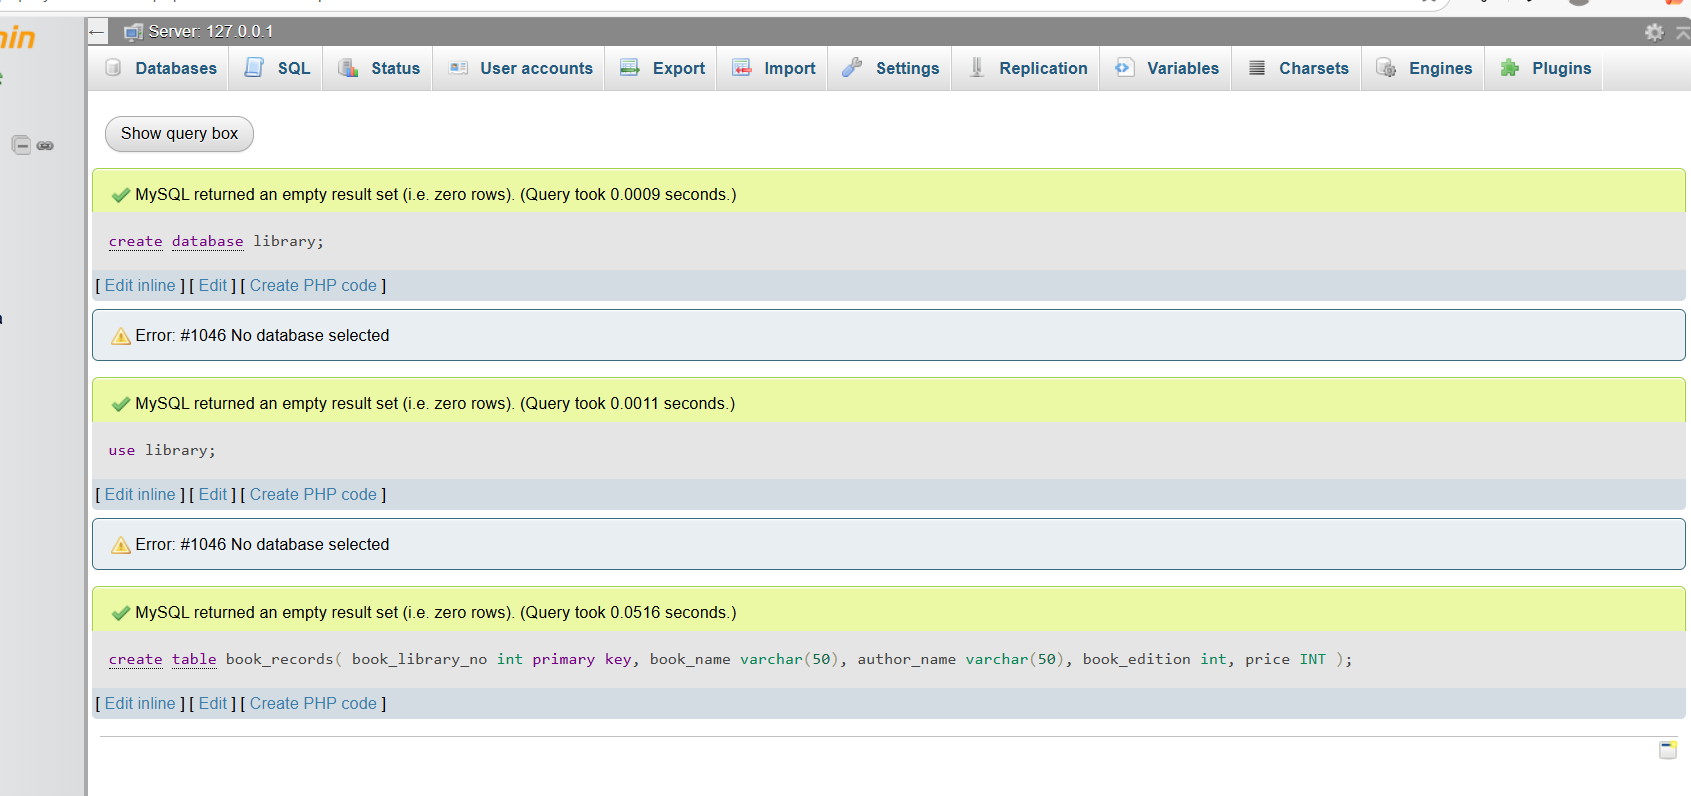 Server: 127.0.0.1
Databases SQL Status User accounts Export Import Settings Replication Variables Charsets Engines Plugins
Show query box
MySQL returned an empty result set (i.e. zero rows). (Query took 0.0009 seconds.)
create database library;
[ Edit inline ] [ Edit ] [ Create PHP code ]
Error: #1046 No database selected
MySQL returned an empty result set (i.e. zero rows). (Query took 0.0011 seconds.)
use library;
[ Edit inline ] [ Edit ] [ Create PHP code ]
Error: #1046 No database selected
MySQL returned an empty result set (i.e. zero rows). (Query took 0.0516 seconds.)
create table book_records( book_library_no int primary key, book_name varchar(50), author_name varchar(50), book_edition int, price INT );
[ Edit inline ] [ Edit ] [ Create PHP code ]